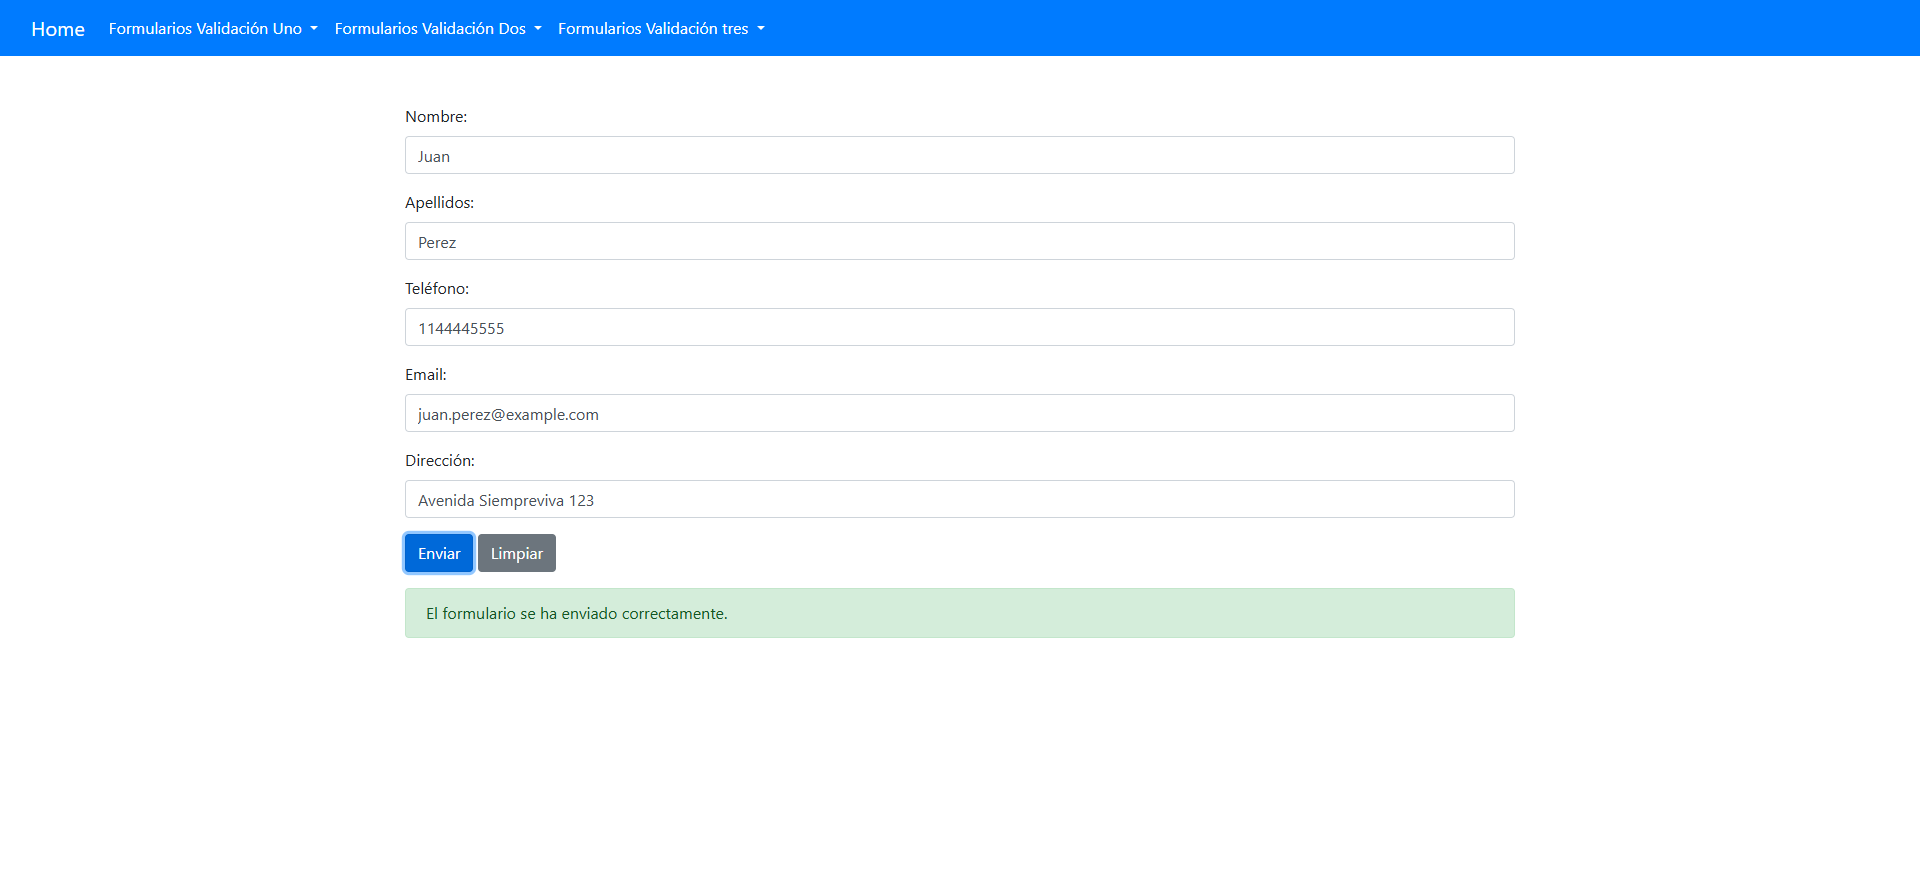 Home Formularios Validación Uno Formularios Validación Dos Formularios Validación tres
Nombre:
Juan
Apellidos:
Perez
Teléfono:
1144445555
Email:
juan.perez@example.com
Dirección:
Avenida Siempreviva 123
Enviar Limpiar
El formulario se ha enviado correctamente.